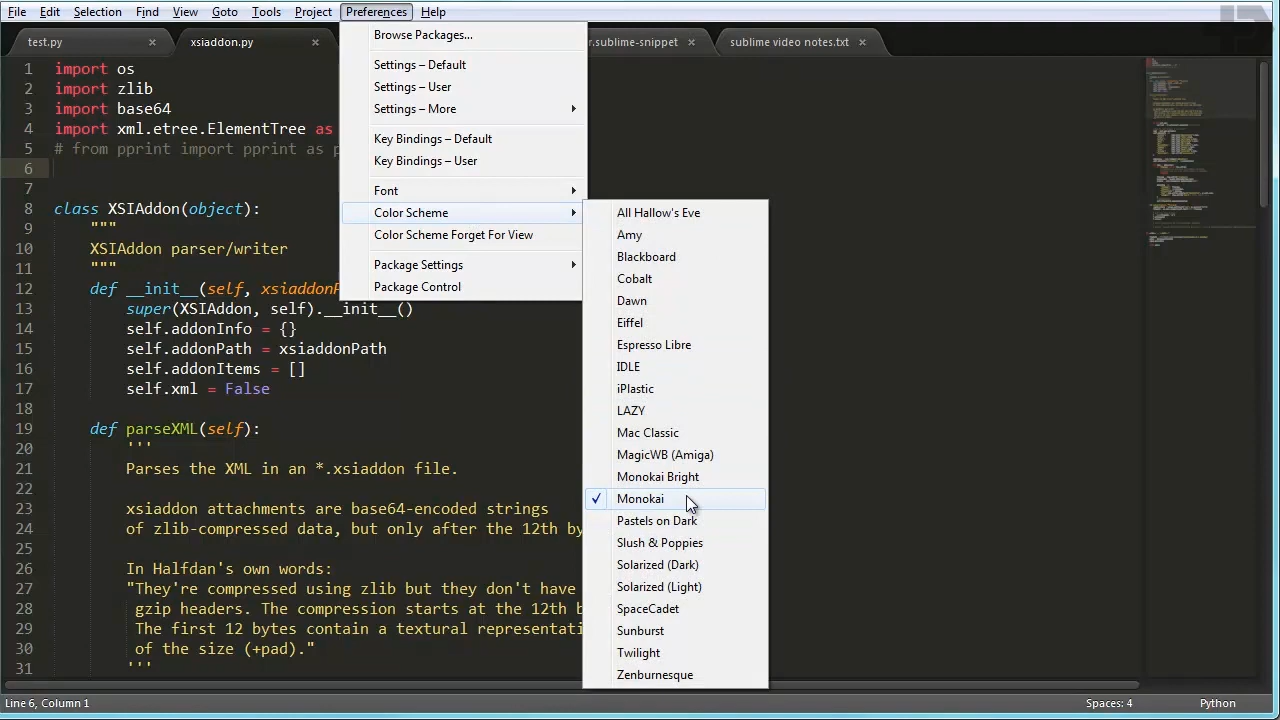 File Edit Selection Find View Goto Tools Project Preferences Help
test.py × xsiaddon.py × r.sublime-snippet × sublime video notes.txt ×
Browse Packages...
Settings – Default
Settings – User
Settings – More
Key Bindings – Default
Key Bindings – User
Font
Color Scheme
Color Scheme Forget For View
Package Settings
Package Control
All Hallow's Eve
Amy
Blackboard
Cobalt
Dawn
Eiffel
Espresso Libre
IDLE
iPlastic
LAZY
Mac Classic
MagicWB (Amiga)
Monokai Bright
✓ Monokai
Pastels on Dark
Slush & Poppies
Solarized (Dark)
Solarized (Light)
SpaceCadet
Sunburst
Twilight
Zenburnesque
1 import os
2 import zlib
3 import base64
4 import xml.etree.ElementTree as
5 # from pprint import pprint as p
6
7
8 class XSIAddon(object):
9 """
10 XSIAddon parser/writer
11 """
12 def __init__(self, xsiaddonP
13 super(XSIAddon, self).__init__()
14 self.addonInfo = {}
15 self.addonPath = xsiaddonPath
16 self.addonItems = []
17 self.xml = False
18
19 def parseXML(self):
20 '''
21 Parses the XML in an *.xsiaddon file.
22
23 xsiaddon attachments are base64-encoded strings
24 of zlib-compressed data, but only after the 12th by
25
26 In Halfdan's own words:
27 "They're compressed using zlib but they don't have
28 gzip headers. The compression starts at the 12th b
29 The first 12 bytes contain a textural representati
30 of the size (+pad)."
31 '''
Line 6, Column 1 Spaces: 4 Python